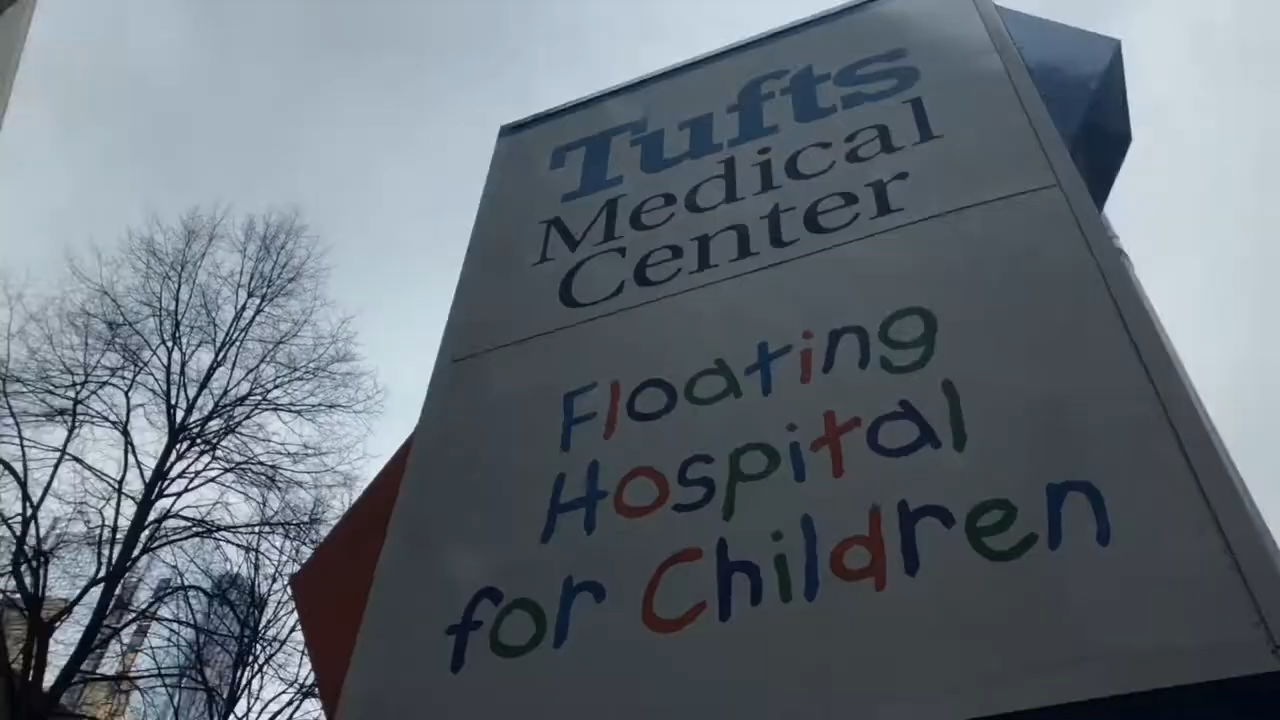 Tufts
Medical
Center
Floating
Hospital
for Children